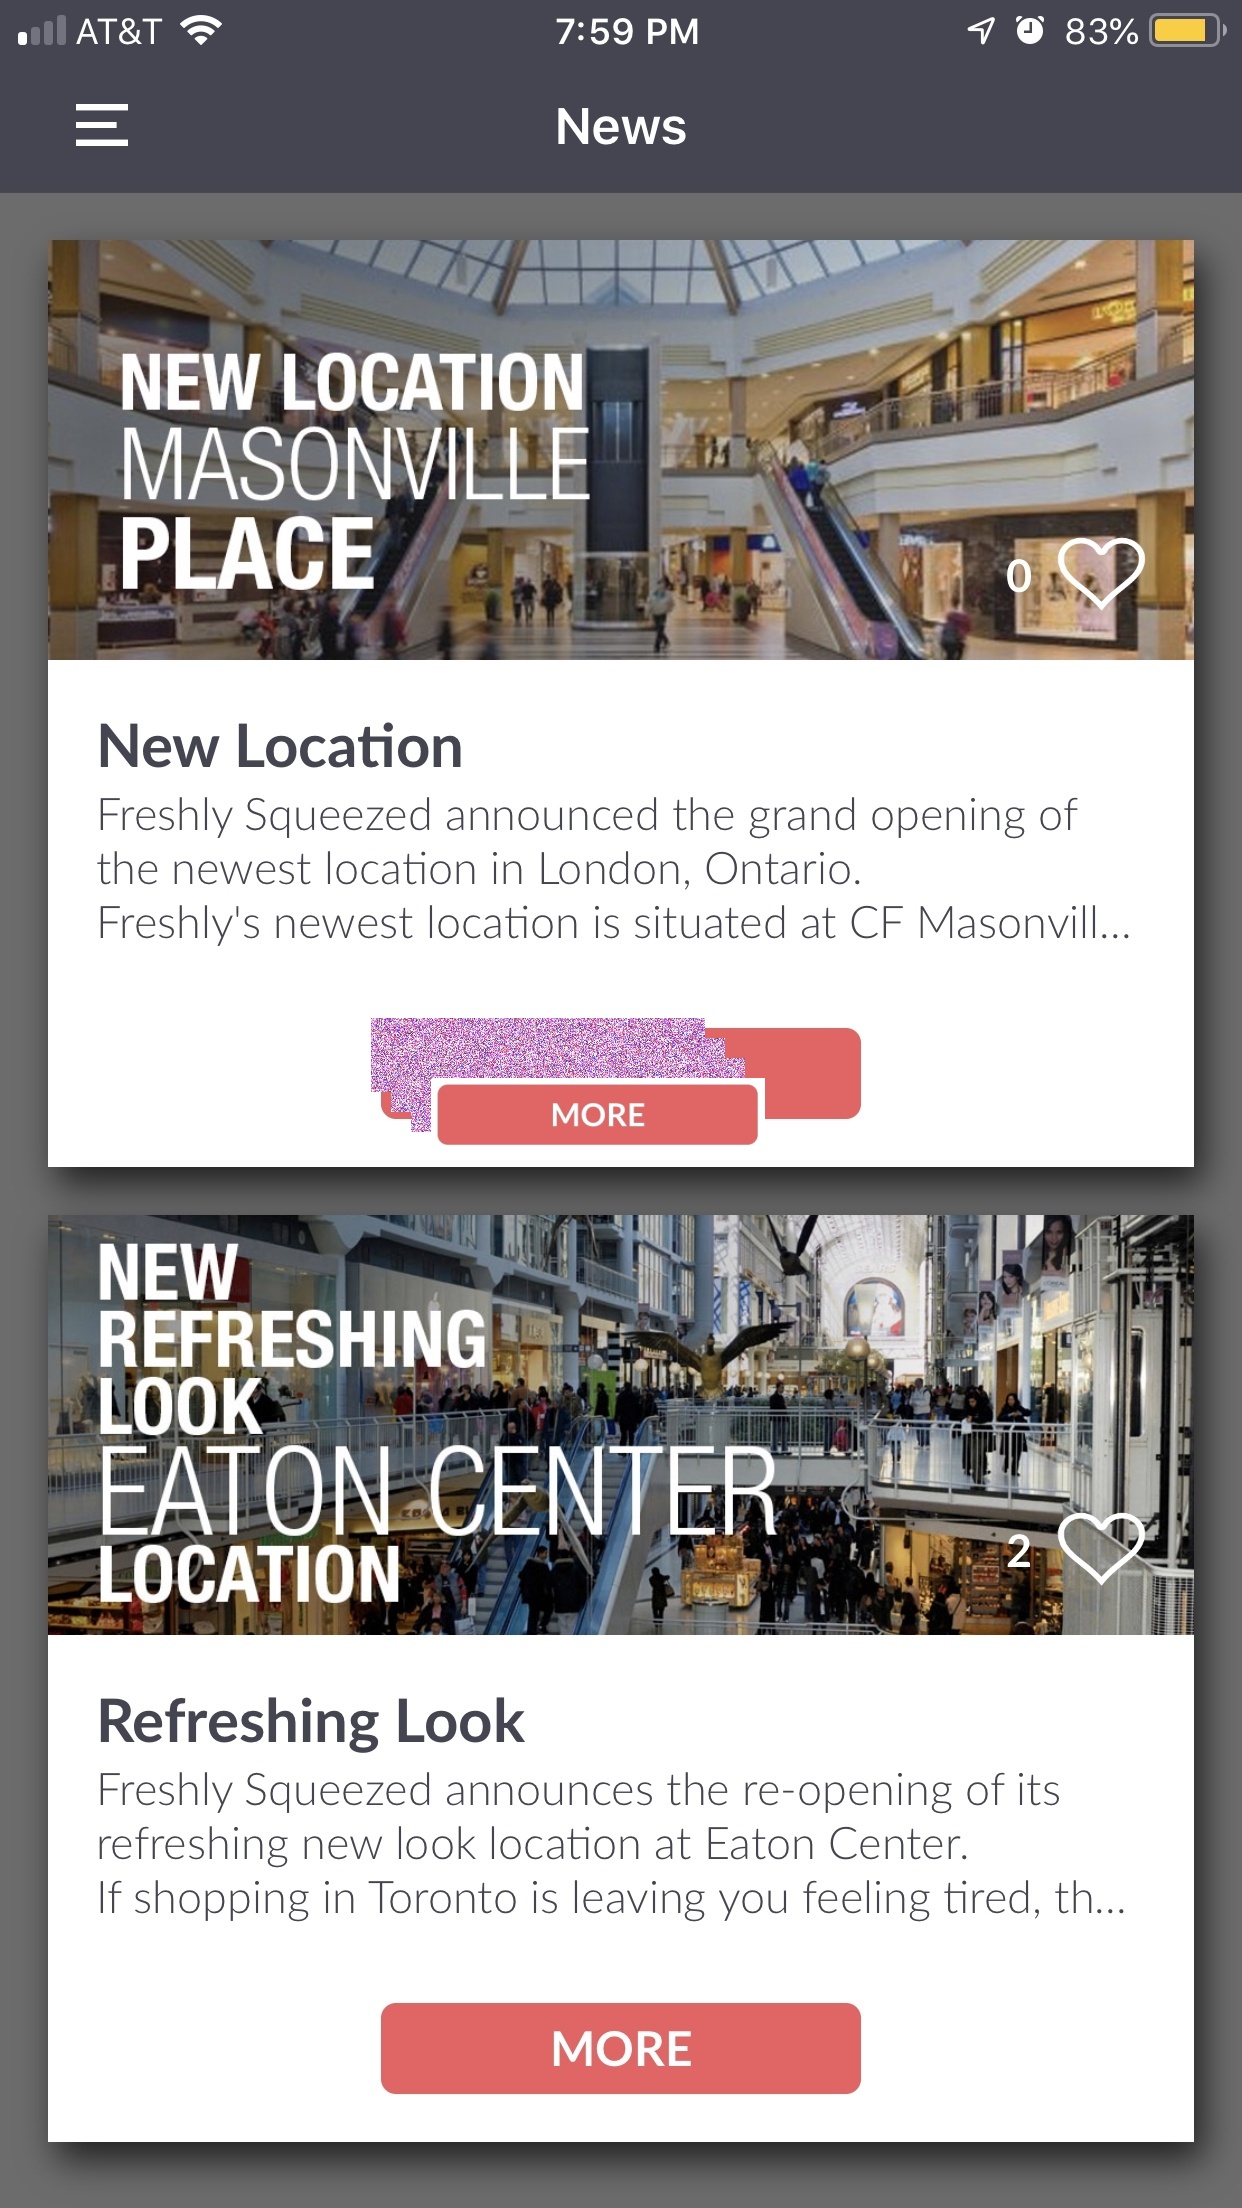 AT&T 7:59 PM 83%
News
NEW LOCATION
MASONVILLE
PLACE
0
New Location
Freshly Squeezed announced the grand opening of
the newest location in London, Ontario.
Freshly's newest location is situated at CF Masonvill...
MORE
NEW
REFRESHING
LOOK
EATON CENTER
LOCATION
2
Refreshing Look
Freshly Squeezed announces the re-opening of its
refreshing new look location at Eaton Center.
If shopping in Toronto is leaving you feeling tired, th...
MORE